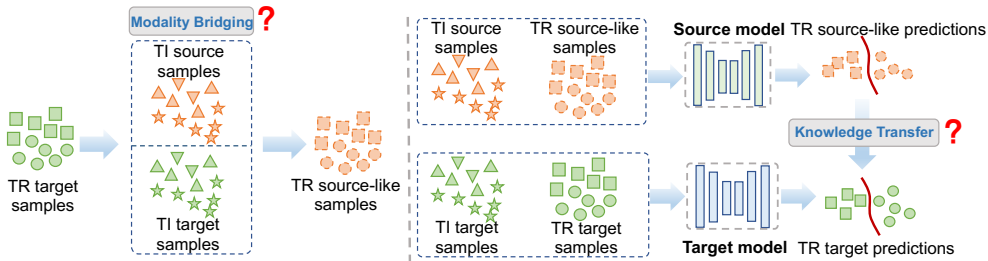 Modality Bridging ?
TI source
samples
TR target
samples
TI target
samples
TR source-like
samples
TI source
samples
TR source-like
samples
Source model
TR source-like predictions
Knowledge Transfer ?
TI target
samples
TR target
samples
Target model
TR target predictions